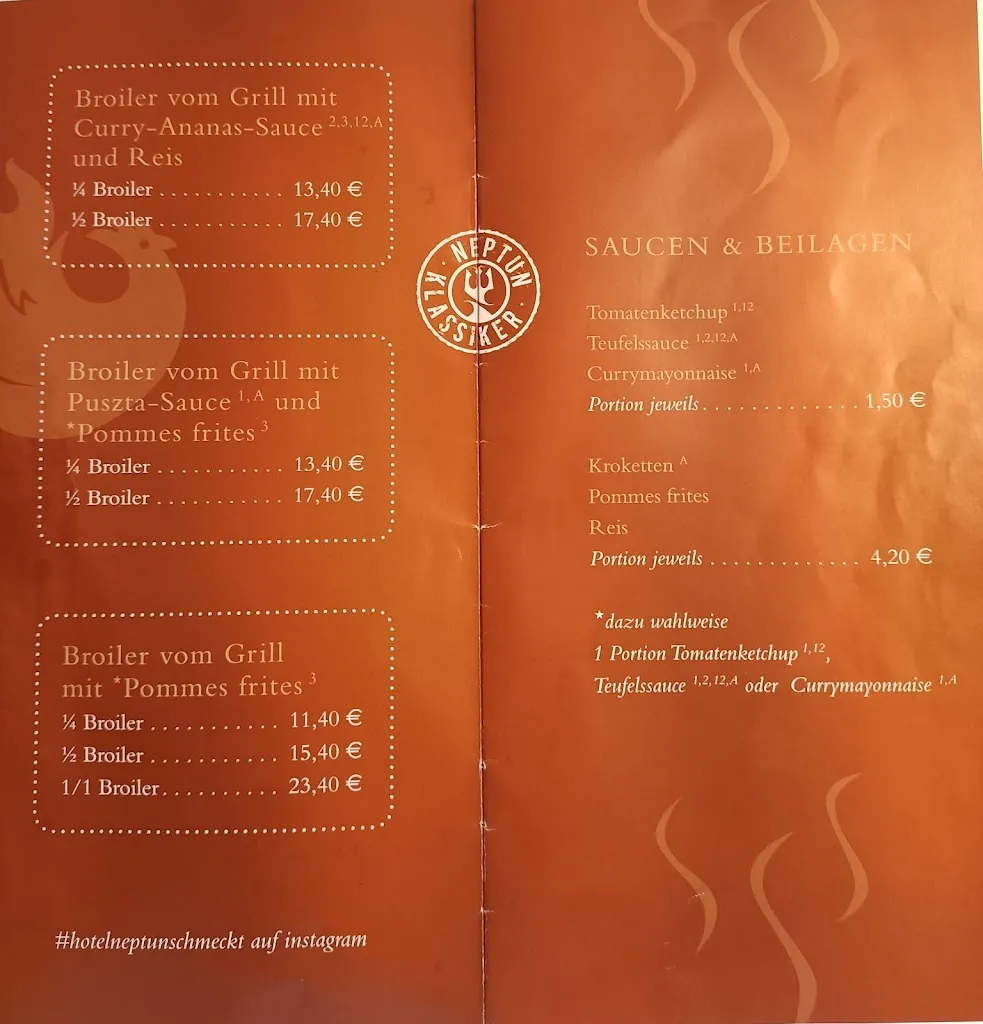 Broiler vom Grill mit
Curry-Ananas-Sauce 2,3,12,A
und Reis
¼ Broiler . . . . . . . . . . . 13,40 €
½ Broiler . . . . . . . . . . . 17,40 €
Broiler vom Grill mit
Puszta-Sauce 1,A und
*Pommes frites 3
¼ Broiler . . . . . . . . . . . 13,40 €
½ Broiler . . . . . . . . . . . 17,40 €
Broiler vom Grill
mit *Pommes frites 3
¼ Broiler . . . . . . . . . . . 11,40 €
½ Broiler . . . . . . . . . . . 15,40 €
1/1 Broiler . . . . . . . . . . 23,40 €
#hotelneptunschmeckt auf instagram
· NEPTUN ·
KLASSIKER
SAUCEN & BEILAGEN
Tomatenketchup 1,12
Teufelssauce 1,2,12,A
Currymayonnaise 1,A
Portion jeweils . . . . . . . . . . . . . 1,50 €
Kroketten A
Pommes frites
Reis
Portion jeweils . . . . . . . . . . . . . 4,20 €
*dazu wahlweise
1 Portion Tomatenketchup 1,12,
Teufelssauce 1,2,12,A oder Currymayonnaise 1,A